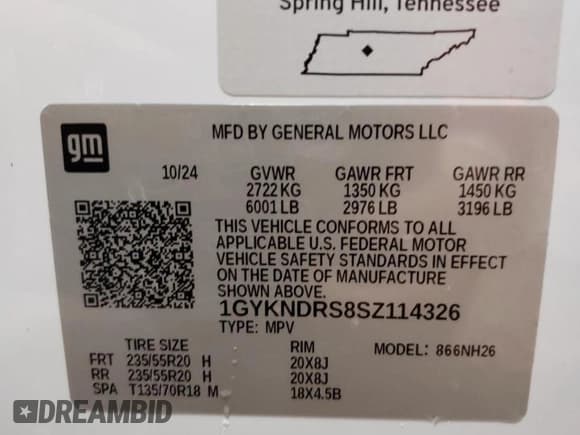 Spring Hill, Tennessee
gm
MFD BY GENERAL MOTORS LLC
10/24 GVWR GAWR FRT GAWR RR
2722 KG 1350 KG 1450 KG
6001 LB 2976 LB 3196 LB
THIS VEHICLE CONFORMS TO ALL
APPLICABLE U.S. FEDERAL MOTOR
VEHICLE SAFETY STANDARDS IN EFFECT
ON THE DATE OF MANUFACTURE
SHOWN ABOVE.
1GYKNDRS8SZ114326
TYPE: MPV
TIRE SIZE RIM MODEL: 866NH26
FRT 235/55R20 H 20X8J
RR 235/55R20 H 20X8J
SPA T135/70R18 M 18X4.5B
DREAMBID